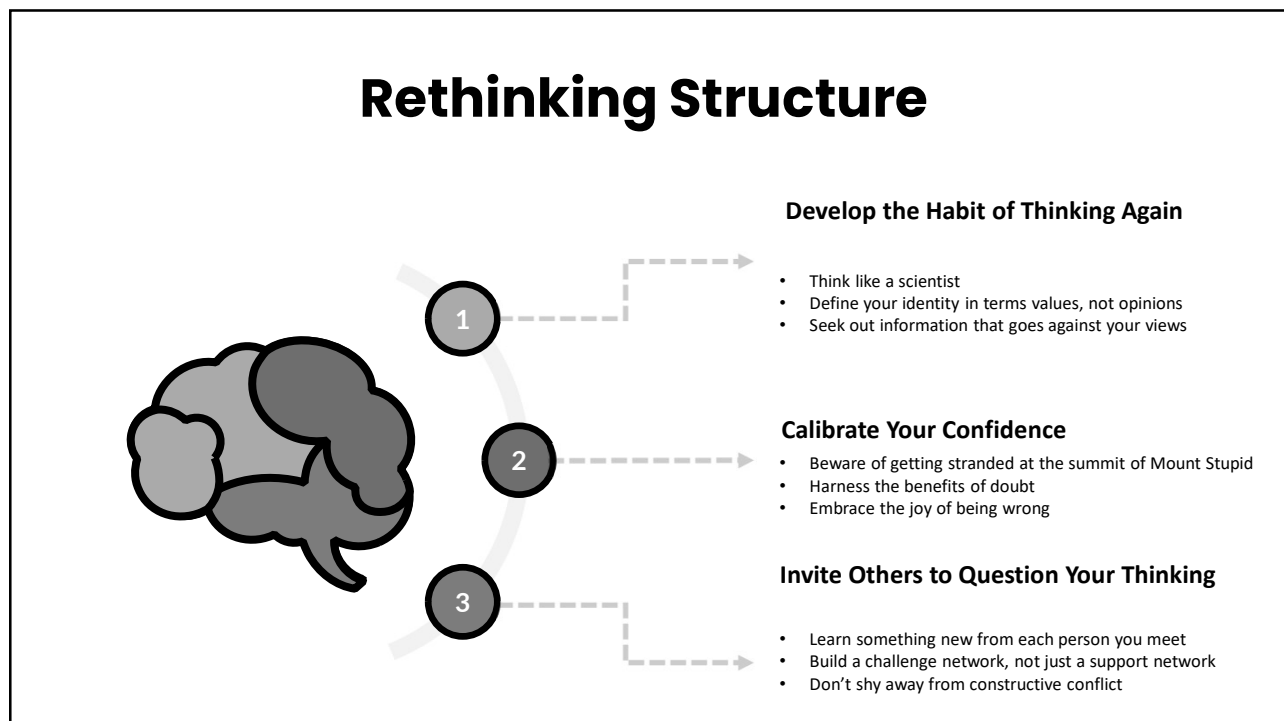 Rethinking Structure
1
Develop the Habit of Thinking Again
• Think like a scientist
• Define your identity in terms values, not opinions
• Seek out information that goes against your views
2
Calibrate Your Confidence
• Beware of getting stranded at the summit of Mount Stupid
• Harness the benefits of doubt
• Embrace the joy of being wrong
3
Invite Others to Question Your Thinking
• Learn something new from each person you meet
• Build a challenge network, not just a support network
• Don’t shy away from constructive conflict